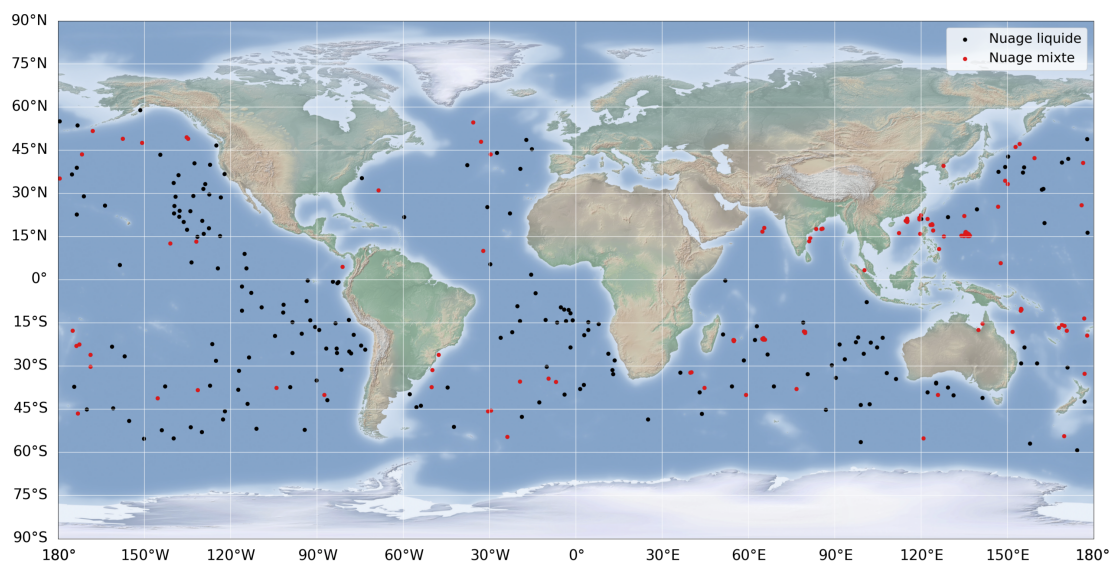 90°N
Nuage liquide
Nuage mixte
75°N
60°N
45°N
30°N
15°N
0°
15°S
30°S
45°S
60°S
75°S
90°S
180°
150°W
120°W
90°W
60°W
30°W
0°
30°E
60°E
90°E
120°E
150°E
180°